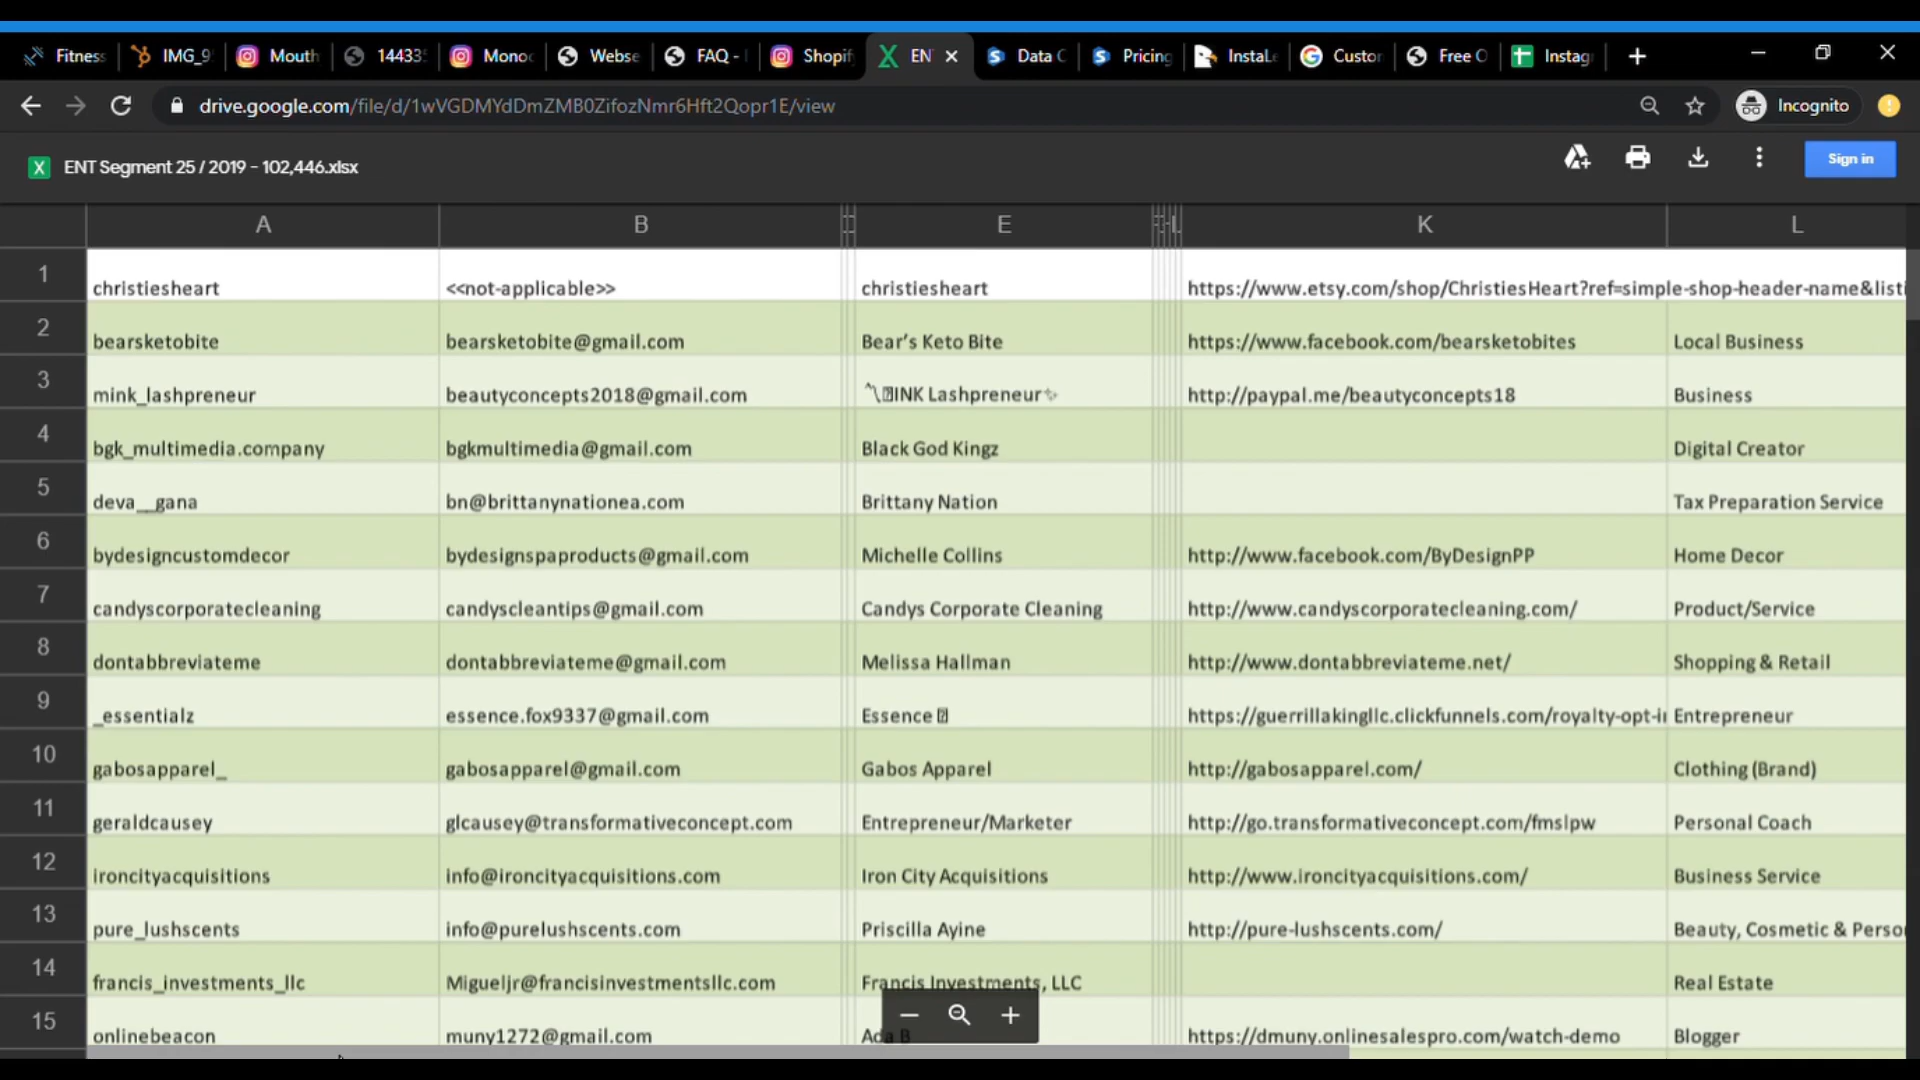 Fitness IMG_9 Mouth 14433 Mono Webse FAQ - Shopif EN Data C Pricing InstaLe Custor Free O Instag
drive.google.com/file/d/1wVGDMYdDmZMB0ZifozNmr6Hft2Qopr1E/view Incognito
X ENT Segment 25 / 2019 - 102,446.xlsx Sign in
A B E K L
1 christiesheart <<not-applicable>> christiesheart https://www.etsy.com/shop/ChristiesHeart?ref=simple-shop-header-name&listi
2 bearsketobite bearsketobite@gmail.com Bear's Keto Bite https://www.facebook.com/bearsketobites Local Business
3 mink_lashpreneur beautyconcepts2018@gmail.com INK Lashpreneur✨ http://paypal.me/beautyconcepts18 Business
4 bgk_multimedia.company bgkmultimedia@gmail.com Black God Kingz Digital Creator
5 deva__gana bn@brittanynationea.com Brittany Nation Tax Preparation Service
6 bydesigncustomdecor bydesignspaproducts@gmail.com Michelle Collins http://www.facebook.com/ByDesignPP Home Decor
7 candyscorporatecleaning candyscleantips@gmail.com Candys Corporate Cleaning http://www.candyscorporatecleaning.com/ Product/Service
8 dontabbreviateme dontabbreviateme@gmail.com Melissa Hallman http://www.dontabbreviateme.net/ Shopping & Retail
9 _essentialz essence.fox9337@gmail.com Essence https://guerrillakingllc.clickfunnels.com/royalty-opt-i Entrepreneur
10 gabosapparel_ gabosapparel@gmail.com Gabos Apparel http://gabosapparel.com/ Clothing (Brand)
11 geraldcausey glcausey@transformativeconcept.com Entrepreneur/Marketer http://go.transformativeconcept.com/fmslpw Personal Coach
12 ironcityacquisitions info@ironcityacquisitions.com Iron City Acquisitions http://www.ironcityacquisitions.com/ Business Service
13 pure_lushscents info@purelushscents.com Priscilla Ayine http://pure-lushscents.com/ Beauty, Cosmetic & Perso
14 francis_investments_llc Migueljr@francisinvestmentsllc.com Francis Investments, LLC Real Estate
15 onlinebeacon muny1272@gmail.com Ada B https://dmuny.onlinesalespro.com/watch-demo Blogger